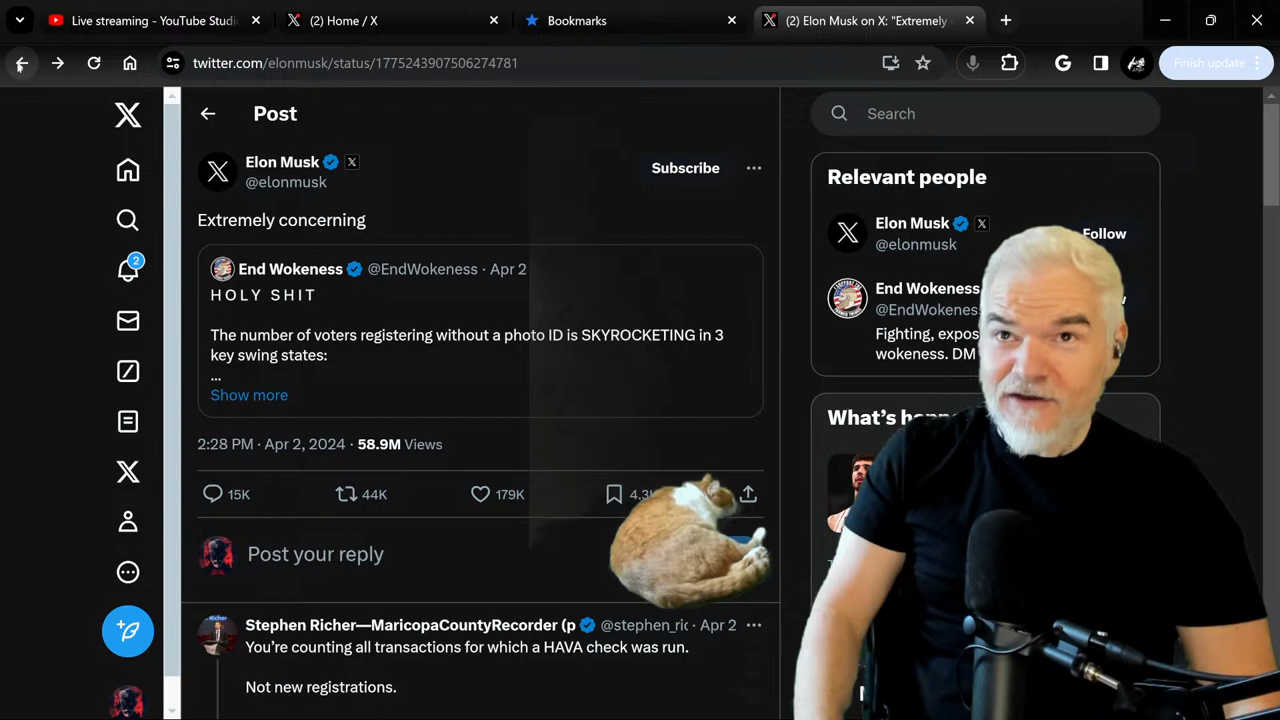 Live streaming - YouTube Studi
(2) Home / X
Bookmarks
(2) Elon Musk on X: "Extremely
twitter.com/elonmusk/status/1775243907506274781
Finish update
Post
Search
Elon Musk
@elonmusk
Subscribe
Extremely concerning
End Wokeness @EndWokeness · Apr 2
H O L Y S H I T
The number of voters registering without a photo ID is SKYROCKETING in 3
key swing states:
...
Show more
2:28 PM · Apr 2, 2024 · 58.9M Views
15K 44K 179K 4.3
Post your reply
Stephen Richer—MaricopaCountyRecorder (p @stephen_ric · Apr 2
You're counting all transactions for which a HAVA check was run.
Not new registrations.
2
Relevant people
Elon Musk
@elonmusk
Follow
End Wokeness
@EndWokenes
Fighting, expos
wokeness. DM
What's